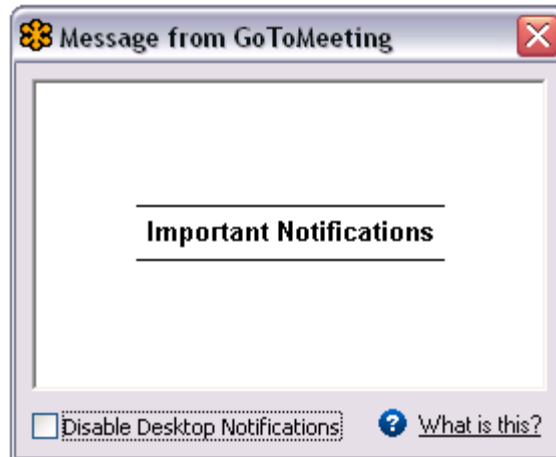 Message from GoToMeeting
Important Notifications
Disable Desktop Notifications
What is this?